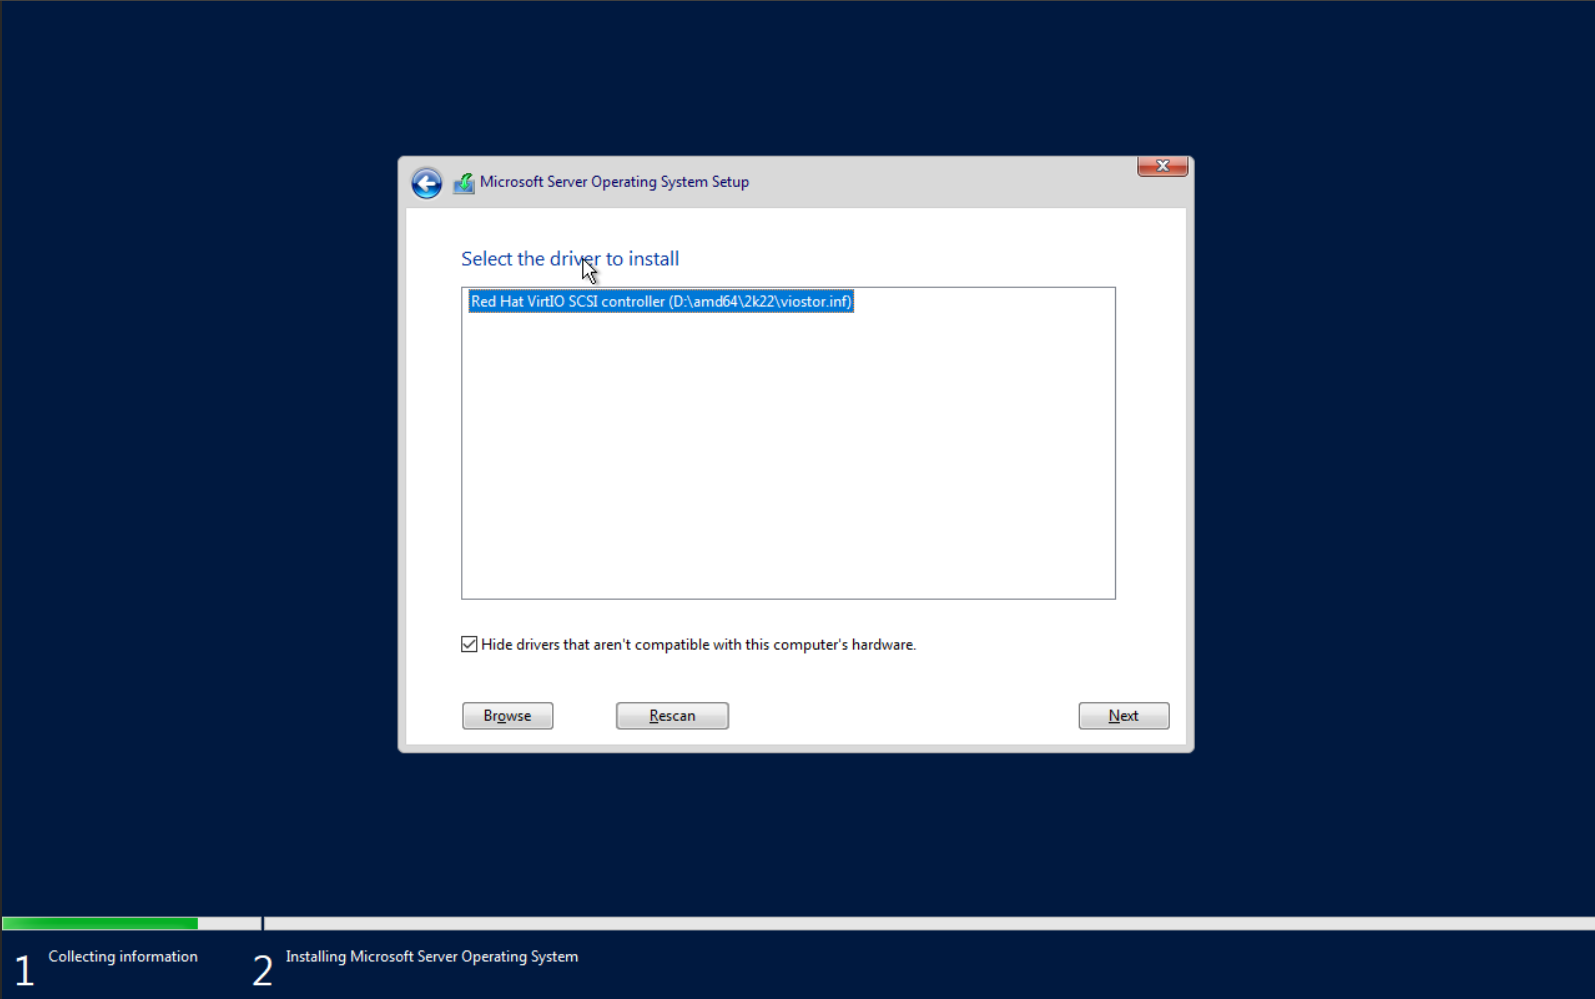 Microsoft Server Operating System Setup
Select the driver to install
Red Hat VirtIO SCSI controller (D:\amd64\2k22\viostor.inf)
Hide drivers that aren't compatible with this computer's hardware.
Browse
Rescan
Next
1 Collecting information
2 Installing Microsoft Server Operating System